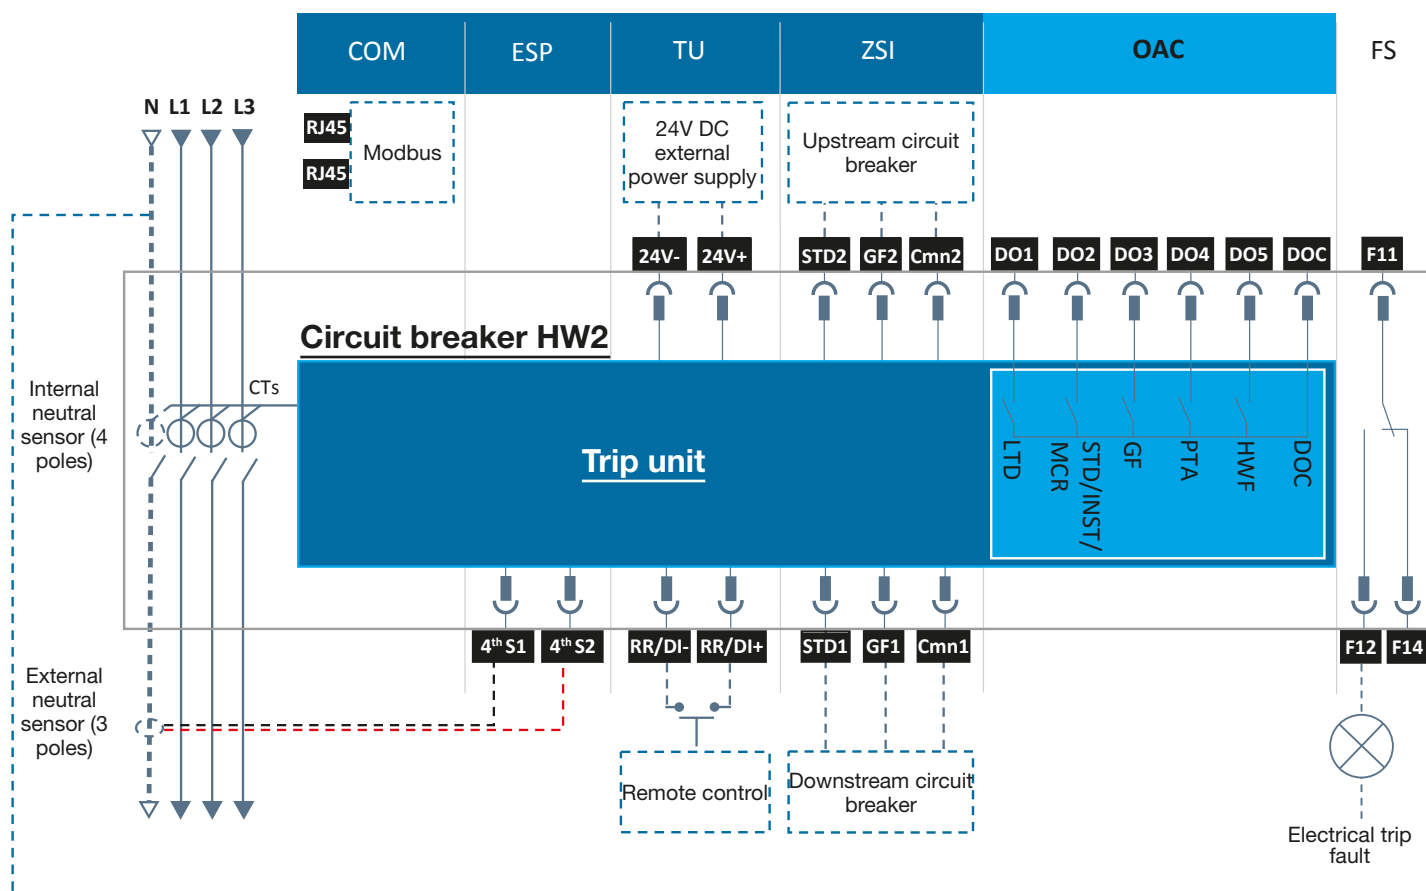 COM ESP TU ZSI OAC FS
N L1 L2 L3
RJ45
RJ45
Modbus
24V DC
external
power supply
Upstream circuit
breaker
24V- 24V+ STD2 GF2 Cmn2 DO1 DO2 DO3 DO4 DO5 DOC F11
Circuit breaker HW2
CTs
Internal
neutral
sensor (4
poles)
Trip unit
LTD
STD/INST/
MCR
GF
PTA
HWF
DOC
4th S1 4th S2 RR/DI- RR/DI+ STD1 GF1 Cmn1 F12 F14
External
neutral
sensor (3
poles)
Remote control
Downstream circuit
breaker
Electrical trip
fault